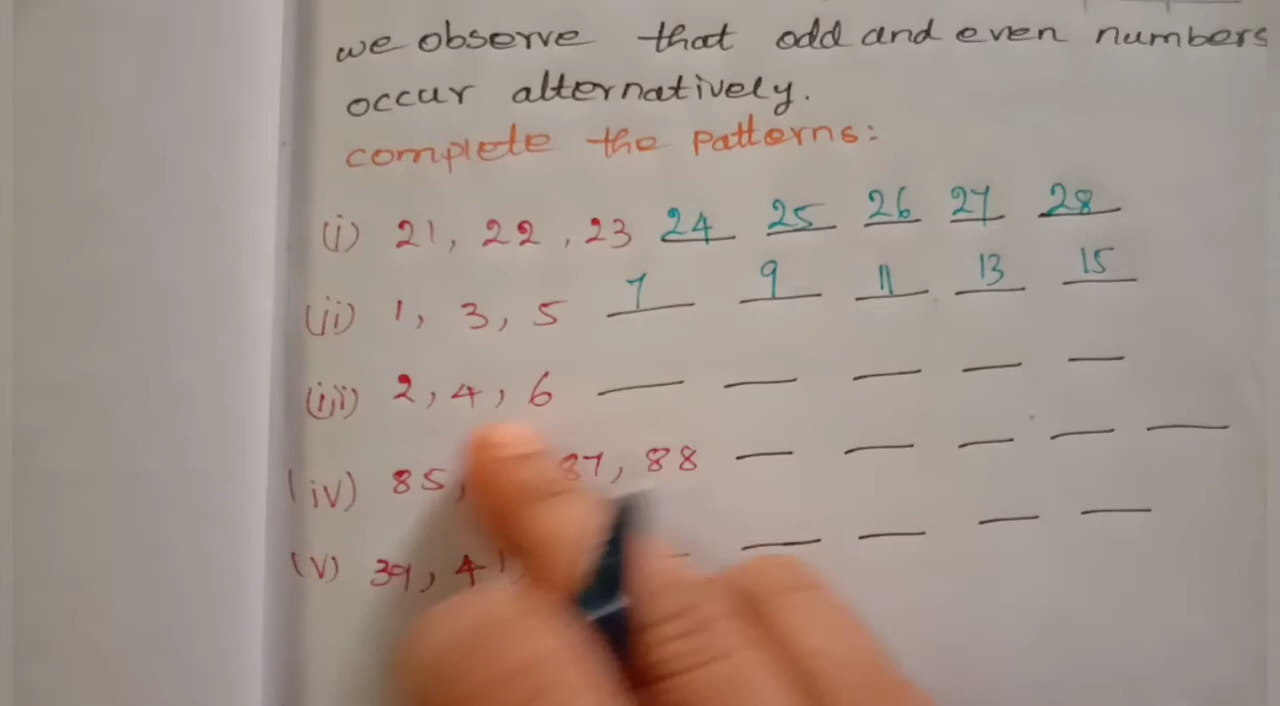 we observe that odd and even numbers
occur alternatively.
complete the patterns:
(i) 21, 22, 23 24 25 26 27 28
(ii) 1, 3, 5 7 9 11 13 15
(iii) 2, 4, 6
(iv) 85, 87, 88
(v) 39, 41,